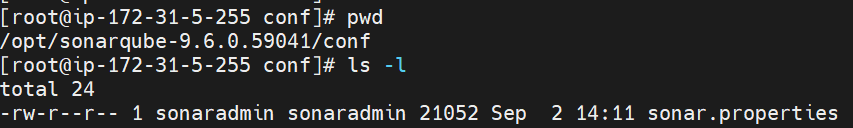 [root@ip-172-31-5-255 conf]# pwd
/opt/sonarqube-9.6.0.59041/conf
[root@ip-172-31-5-255 conf]# ls -l
total 24
-rw-r--r-- 1 sonaradmin sonaradmin 21052 Sep  2 14:11 sonar.properties